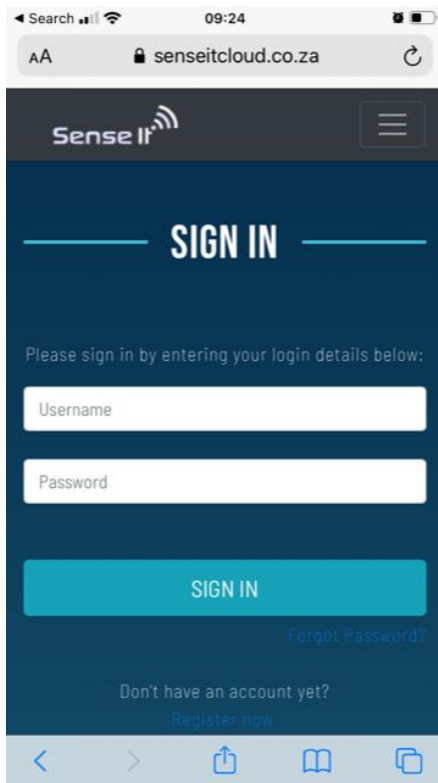 Search
09:24
AA senseitcloud.co.za
Sense It
SIGN IN
Please sign in by entering your login details below:
Username
Password
SIGN IN
Forgot Password?
Don't have an account yet?
Register now